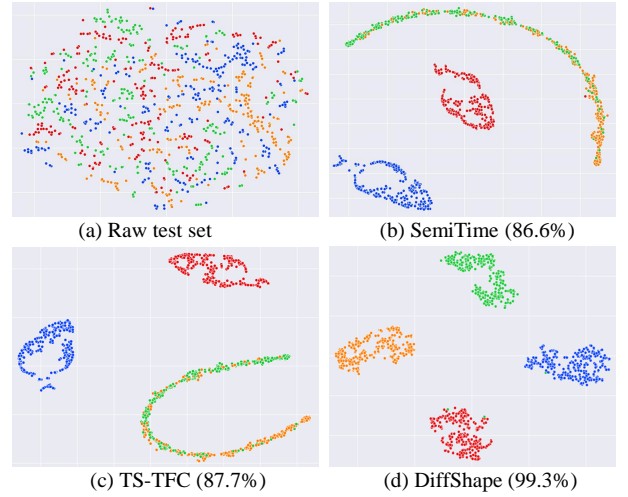 (a) Raw test set
(b) SemiTime (86.6%)
(c) TS-TFC (87.7%)
(d) DiffShape (99.3%)